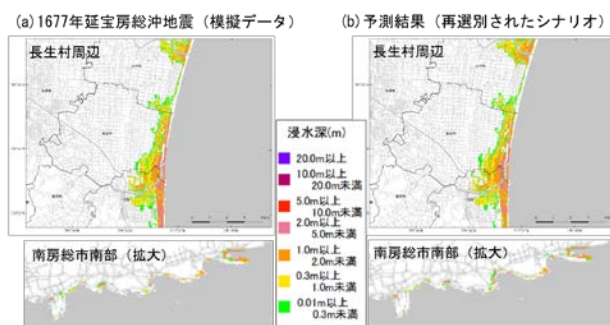 (a) 1677年延宝房総沖地震（模擬データ）
(b) 予測結果（再選別されたシナリオ）
長生村周辺
長生村周辺
浸水深(m)
20.0m以上
10.0m以上
20.0m未満
5.0m以上
10.0m未満
2.0m以上
5.0m未満
1.0m以上
2.0m未満
0.3m以上
1.0m未満
0.01m以上
0.3m未満
南房総市南部（拡大）
南房総市南部（拡大）